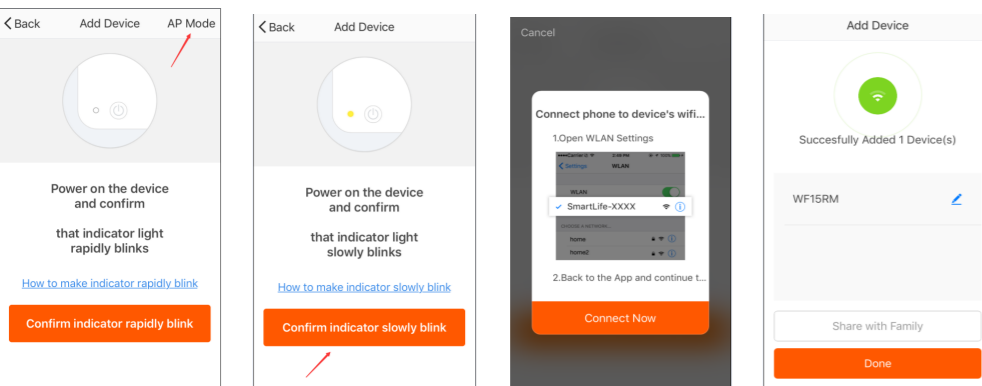 Back Add Device AP Mode
Power on the device
and confirm
that indicator light
rapidly blinks
How to make indicator rapidly blink
Confirm indicator rapidly blink
Back Add Device
Power on the device
and confirm
that indicator light
slowly blinks
How to make indicator slowly blink
Confirm indicator slowly blink
Cancel
Connect phone to device's wifi...
1.Open WLAN Settings
Settings WLAN
WLAN
SmartLife-XXXX
CHOOSE A NETWORK...
home
home2
2.Back to the App and continue t...
Connect Now
Add Device
Succesfully Added 1 Device(s)
WF15RM
Share with Family
Done